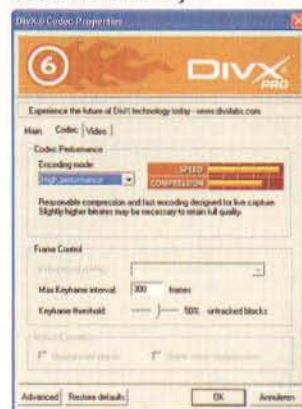 DivX 6 Codec Properties
6
DIVX
PRO
Experience the future of DivX technology today - www.divxlabs.com
Main Codec Video
Codec Performance
Encoding mode:
High performance
SPEED
COMPRESSION
Reasonable compression and fast encoding designed for live capture.
Slightly higher bitrates may be necessary to retain full quality.
Frame Control
Max Keyframe interval: 300 frames
Keyframe threshold: 50% untracked blocks
Advanced Restore defaults OK Annuleren